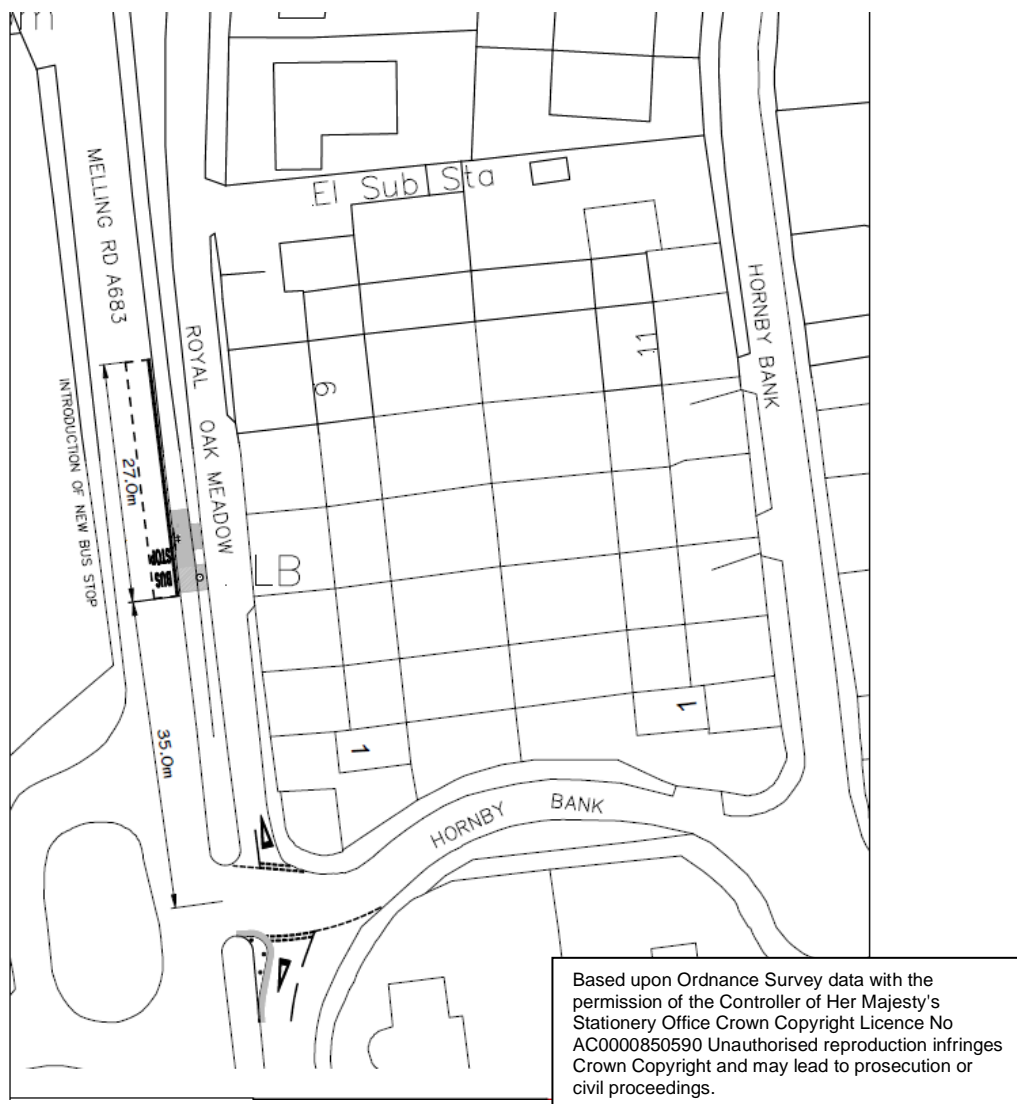 El Sub Sta
MELLING RD A683
ROYAL OAK MEADOW
HORNBY BANK
INTRODUCTION OF NEW BUS STOP
27.0m
BUS
STOP
LB
6
11
1
1
35.0m
HORNBY BANK
Based upon Ordnance Survey data with the
permission of the Controller of Her Majesty's
Stationery Office Crown Copyright Licence No
AC0000850590 Unauthorised reproduction infringes
Crown Copyright and may lead to prosecution or
civil proceedings.